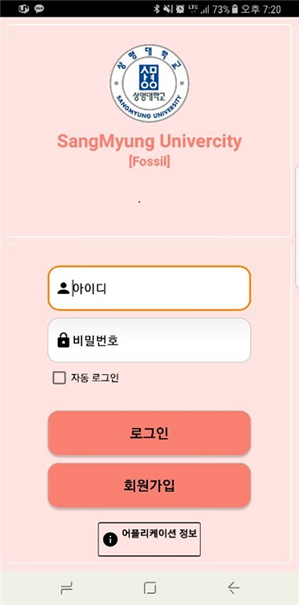 73% 오후 7:20
상명대학교
상명대학교
SANGMYUNG UNIVERSITY
SangMyung Univercity
[Fossil]
.
아이디
비밀번호
자동 로그인
로그인
회원가입
어플리케이션 정보